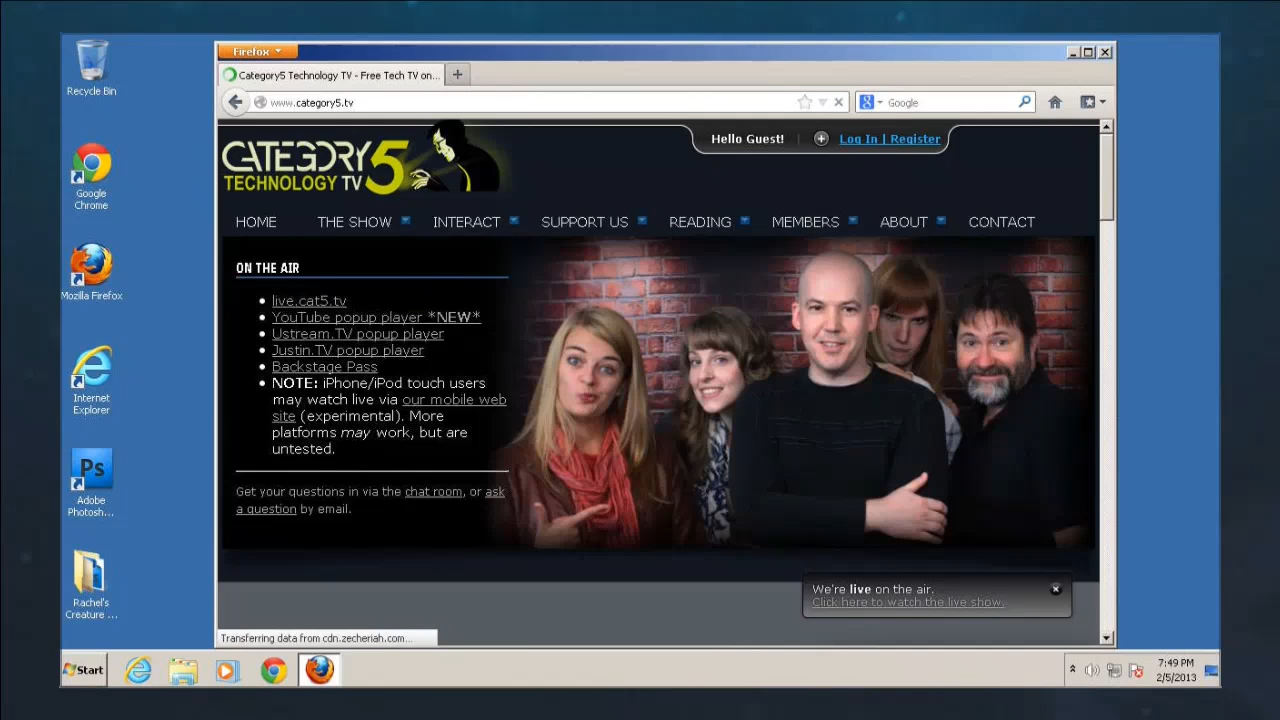 Recycle Bin
Google
Chrome
Mozilla Firefox
Internet
Explorer
Ps
Adobe
Photosh...
Rachel's
Creature ...
Firefox
Category5 Technology TV - Free Tech TV on...
www.category5.tv
Google
CATEGORY 5
TECHNOLOGY TV
Hello Guest! | Log In | Register
HOME THE SHOW INTERACT SUPPORT US READING MEMBERS ABOUT CONTACT
ON THE AIR
live.cat5.tv
YouTube popup player *NEW*
Ustream.TV popup player
Justin.TV popup player
Backstage Pass
NOTE: iPhone/iPod touch users
may watch live via our mobile web
site (experimental). More
platforms may work, but are
untested.
Get your questions in via the chat room, or ask
a question by email.
We're live on the air.
Click here to watch the live show.
Transferring data from cdn.zecheriah.com...
Start
7:49 PM
2/5/2013